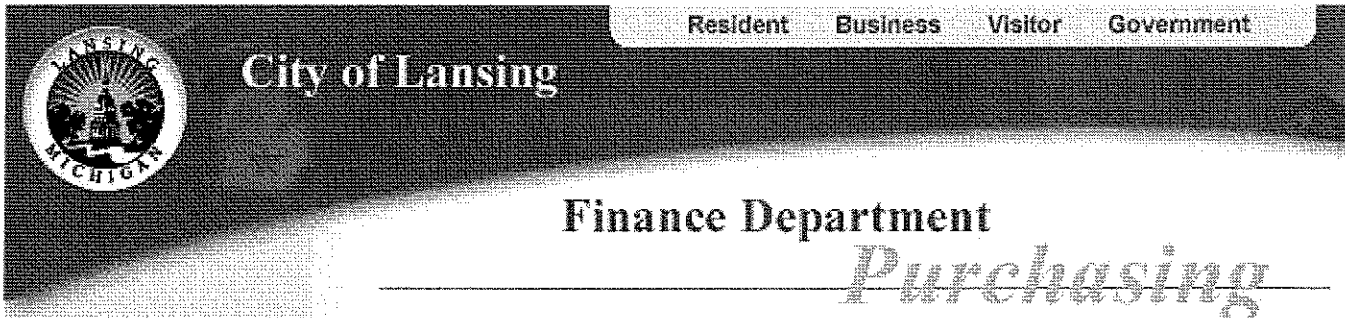 Resident Business Visitor Government
LANSING
MICHIGAN
City of Lansing
Finance Department
Purchasing